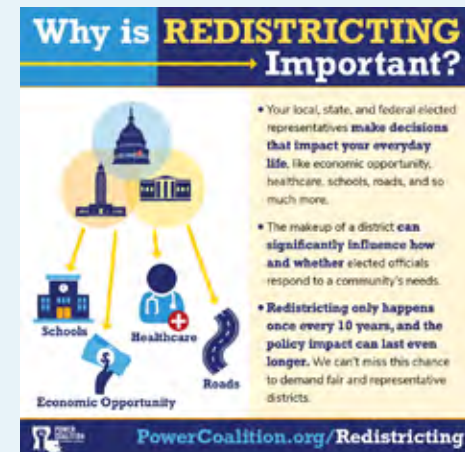 Why is REDISTRICTING
Important?
• Your local, state, and federal elected
representatives make decisions
that impact your everyday
life, like economic opportunity,
healthcare, schools, roads, and so
much more.
• The makeup of a district can
significantly influence how
and whether elected officials
respond to a community's needs.
• Redistricting only happens
once every 10 years, and the
policy impact can last even
longer. We can't miss this chance
to demand fair and representative
districts.
Schools
Healthcare
Roads
Economic Opportunity
POWER
COALITION
PowerCoalition.org/Redistricting